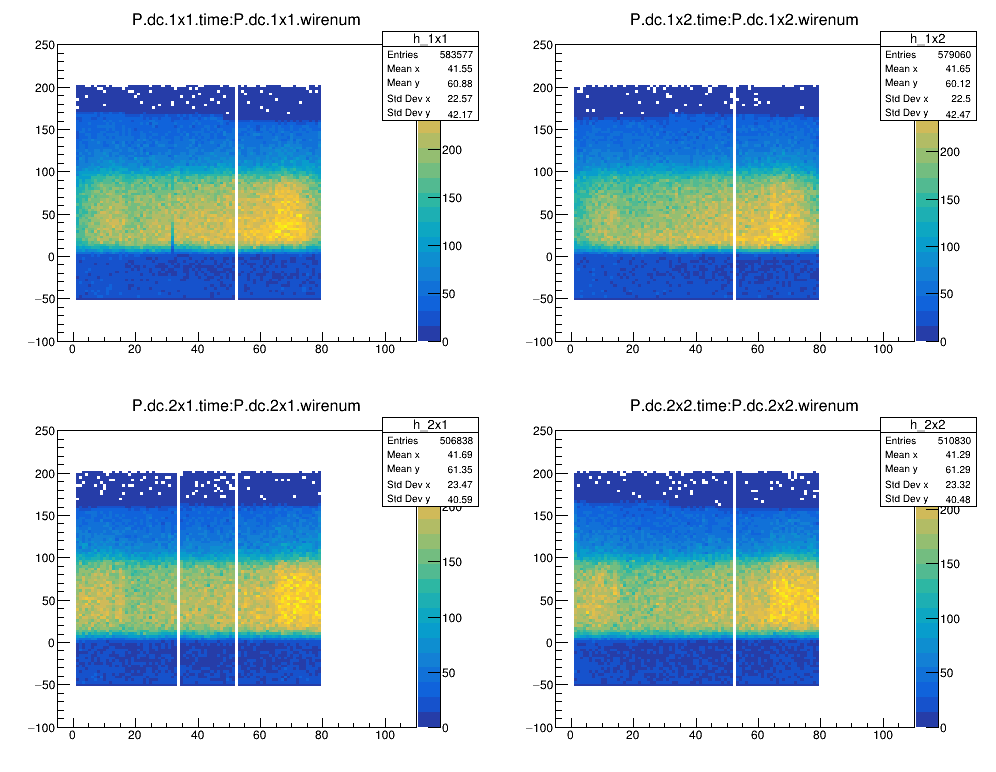 P.dc.1x1.time:P.dc.1x1.wirenum
h_1x1
Entries 583577
Mean x 41.55
Mean y 60.88
Std Dev x 22.57
Std Dev y 42.17
250
200
150
100
50
0
−50
−100
0 20 40 60 80 100
200
150
100
50
0
P.dc.1x2.time:P.dc.1x2.wirenum
h_1x2
Entries 579060
Mean x 41.65
Mean y 60.12
Std Dev x 22.5
Std Dev y 42.47
250
200
150
100
50
0
−50
−100
0 20 40 60 80 100
200
150
100
50
0
P.dc.2x1.time:P.dc.2x1.wirenum
h_2x1
Entries 506838
Mean x 41.69
Mean y 61.35
Std Dev x 23.47
Std Dev y 40.59
250
200
150
100
50
0
−50
−100
0 20 40 60 80 100
200
150
100
50
0
P.dc.2x2.time:P.dc.2x2.wirenum
h_2x2
Entries 510830
Mean x 41.29
Mean y 61.29
Std Dev x 23.32
Std Dev y 40.48
250
200
150
100
50
0
−50
−100
0 20 40 60 80 100
200
150
100
50
0